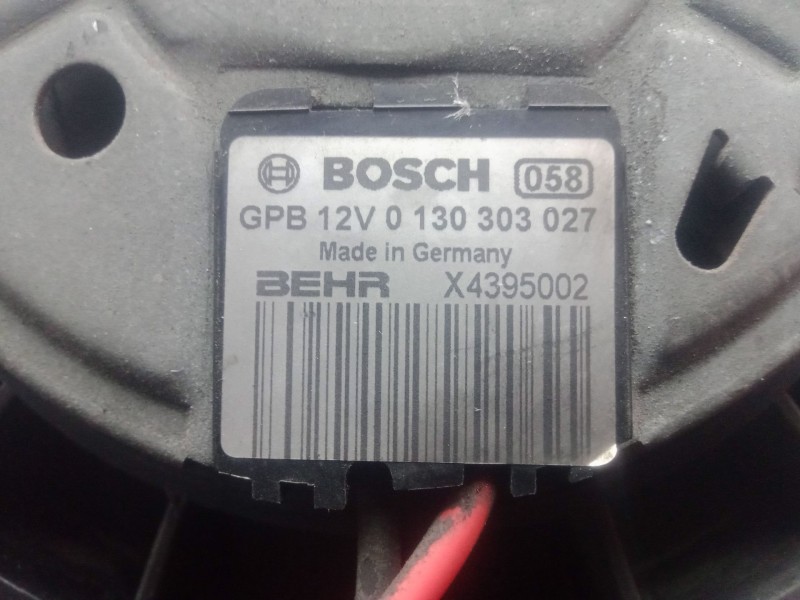 BOSCH 058
GPB 12V 0 130 303 027
Made in Germany
BEHR X4395002